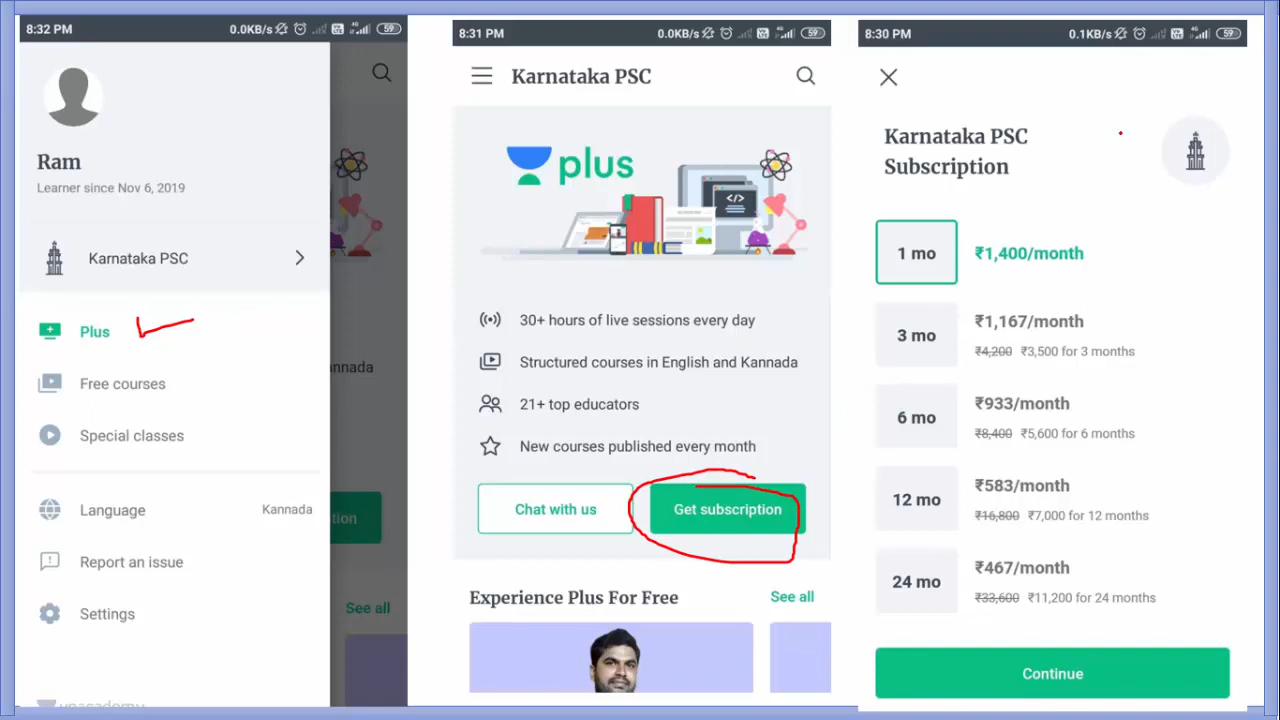 8:32 PM
0.0KB/s
4G
59
Ram
Learner since Nov 6, 2019
Karnataka PSC
Plus
Free courses
Special classes
Language
Kannada
Report an issue
Settings
unacademy
nnada
tion
See all
8:31 PM
0.0KB/s
4G
59
Karnataka PSC
plus
</>
30+ hours of live sessions every day
Structured courses in English and Kannada
21+ top educators
New courses published every month
Chat with us
Get subscription
Experience Plus For Free
See all
8:30 PM
0.1KB/s
4G
59
Karnataka PSC
Subscription
1 mo
₹1,400/month
3 mo
₹1,167/month
₹4,200 ₹3,500 for 3 months
6 mo
₹933/month
₹8,400 ₹5,600 for 6 months
12 mo
₹583/month
₹16,800 ₹7,000 for 12 months
24 mo
₹467/month
₹33,600 ₹11,200 for 24 months
Continue